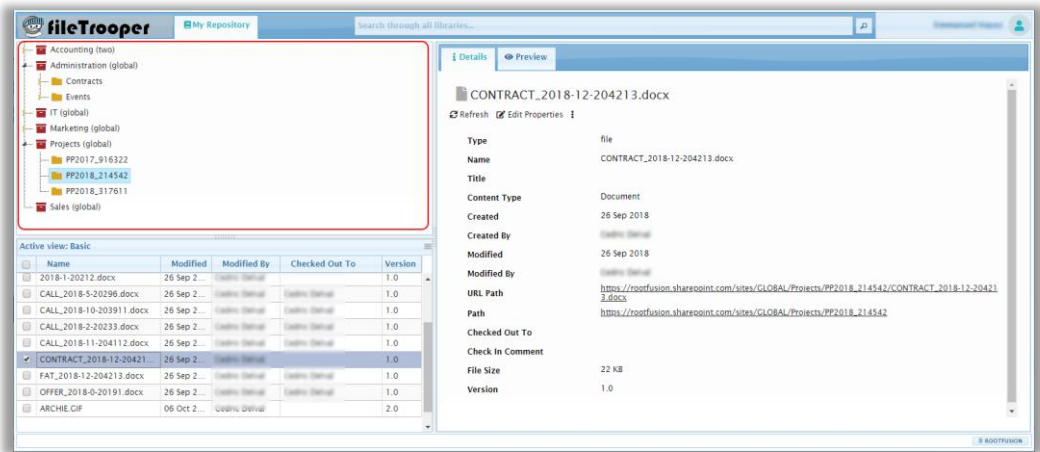 fileTrooper
My Repository
Search through all libraries...
Accounting (two)
Administration (global)
Contracts
Events
IT (global)
Marketing (global)
Projects (global)
PP2017_916322
PP2018_214542
PP2018_317611
Sales (global)
Active view: Basic
Name Modified Modified By Checked Out To Version
2018-1-20212.docx 26 Sep 2... 1.0
CALL_2018-5-20296.docx 26 Sep 2... 1.0
CALL_2018-10-203911.docx 26 Sep 2... 1.0
CALL_2018-2-20233.docx 26 Sep 2... 1.0
CALL_2018-11-204112.docx 26 Sep 2... 1.0
CONTRACT_2018-12-20421... 26 Sep 2... 1.0
FAT_2018-12-204213.docx 26 Sep 2... 1.0
OFFER_2018-0-20191.docx 26 Sep 2... 1.0
ARCHIE.GIF 06 Oct 2... 2.0
Details Preview
CONTRACT_2018-12-204213.docx
Refresh Edit Properties
Type file
Name CONTRACT_2018-12-204213.docx
Title
Content Type Document
Created 26 Sep 2018
Created By
Modified 26 Sep 2018
Modified By
URL Path https://rootfusion.sharepoint.com/sites/GLOBAL/Projects/PP2018_214542/CONTRACT_2018-12-20421
3.docx
Path https://rootfusion.sharepoint.com/sites/GLOBAL/Projects/PP2018_214542
Checked Out To
Check In Comment
File Size 22 KB
Version 1.0
ROOTFUSION